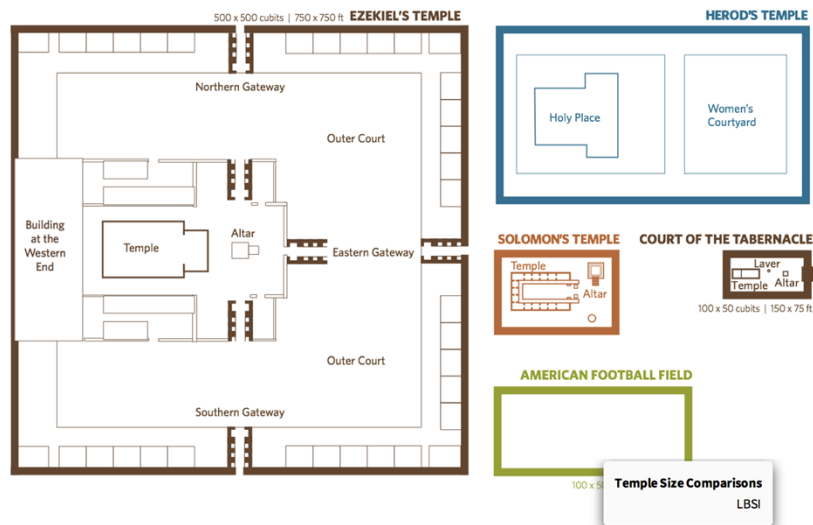 500 x 500 cubits | 750 x 750 ft EZEKIEL'S TEMPLE
Northern Gateway
Outer Court
Building
at the
Western
End
Temple
Altar
Eastern Gateway
Outer Court
Southern Gateway
HEROD'S TEMPLE
Holy Place
Women's
Courtyard
SOLOMON'S TEMPLE
Temple
Altar
COURT OF THE TABERNACLE
Laver
Temple
Altar
100 x 50 cubits | 150 x 75 ft
AMERICAN FOOTBALL FIELD
100 x
Temple Size Comparisons
LBSI